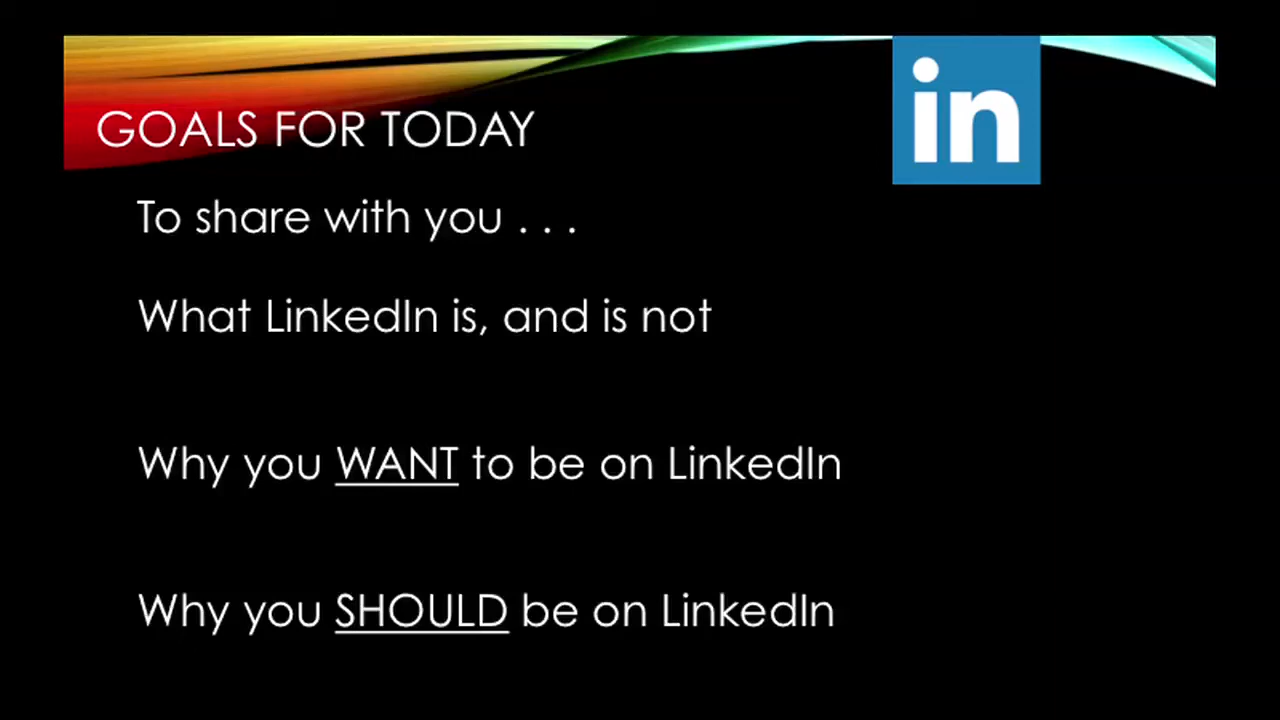 in
GOALS FOR TODAY
To share with you . . .
What LinkedIn is, and is not
Why you WANT to be on LinkedIn
Why you SHOULD be on LinkedIn